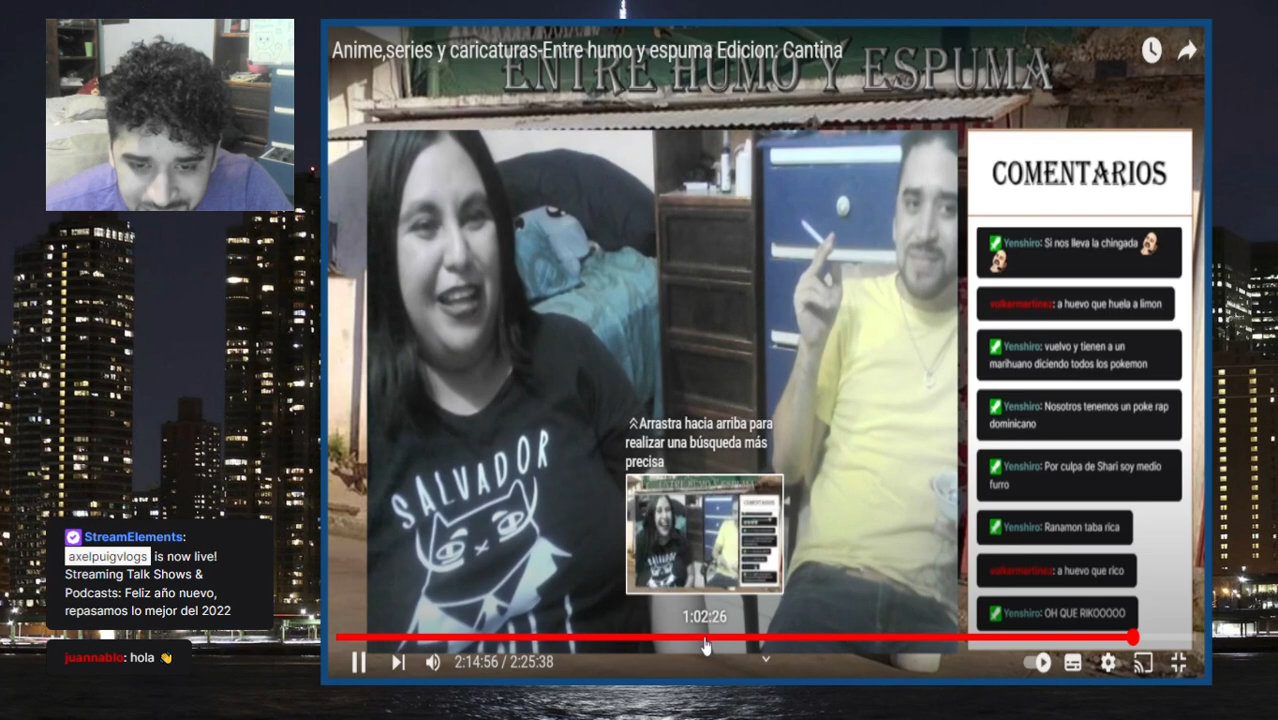 Anime,series y caricaturas-Entre humo y espuma Edicion: Cantina
ENTRE HUMO Y ESPUMA
COMENTARIOS
Yenshiro: Si nos lleva la chingada
volkermartinez: a huevo que huela a limon
Yenshiro: vuelvo y tienen a un
marihuano diciendo todos los pokemon
Yenshiro: Nosotros tenemos un poke rap
dominicano
Yenshiro: Por culpa de Shari soy medio
furro
Yenshiro: Ranamon taba rica
volkermartinez: a huevo que rico
Yenshiro: OH QUE RIKOOOOO
SALVADOR
Arrastra hacia arriba para
realizar una búsqueda más
precisa
ENTRE HUMO Y ESPUMA
COMENTARIOS
1:02:26
2:14:56 / 2:25:38
StreamElements:
axelpuigvlogs is now live!
Streaming Talk Shows &
Podcasts: Feliz año nuevo,
repasamos lo mejor del 2022
juannablo: hola 👋